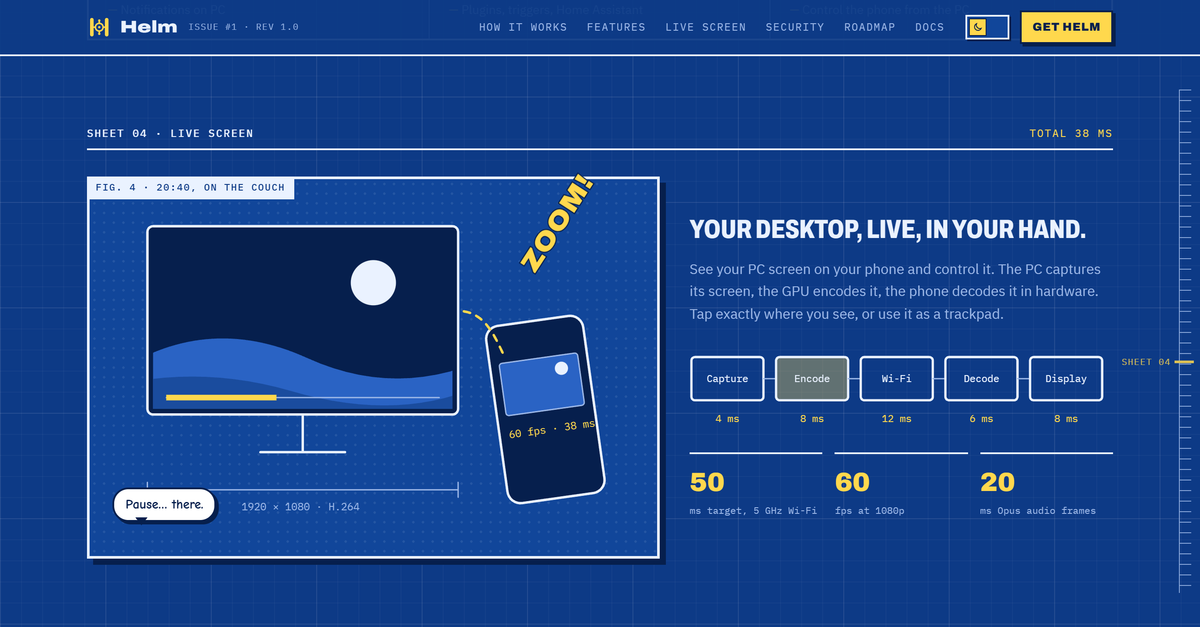 Helm
ISSUE #1 · REV 1.0
HOW IT WORKS
FEATURES
LIVE SCREEN
SECURITY
ROADMAP
DOCS
GET HELM
SHEET 04 · LIVE SCREEN
TOTAL 38 MS
FIG. 4 · 20:40, ON THE COUCH
ZOOM!
60 fps · 38 ms
Pause... there.
1920 × 1080 · H.264
YOUR DESKTOP, LIVE, IN YOUR HAND.
See your PC screen on your phone and control it. The PC captures
its screen, the GPU encodes it, the phone decodes it in hardware.
Tap exactly where you see, or use it as a trackpad.
Capture
Encode
Wi-Fi
Decode
Display
4 ms
8 ms
12 ms
6 ms
8 ms
50
ms target, 5 GHz Wi-Fi
60
fps at 1080p
20
ms Opus audio frames
SHEET 04